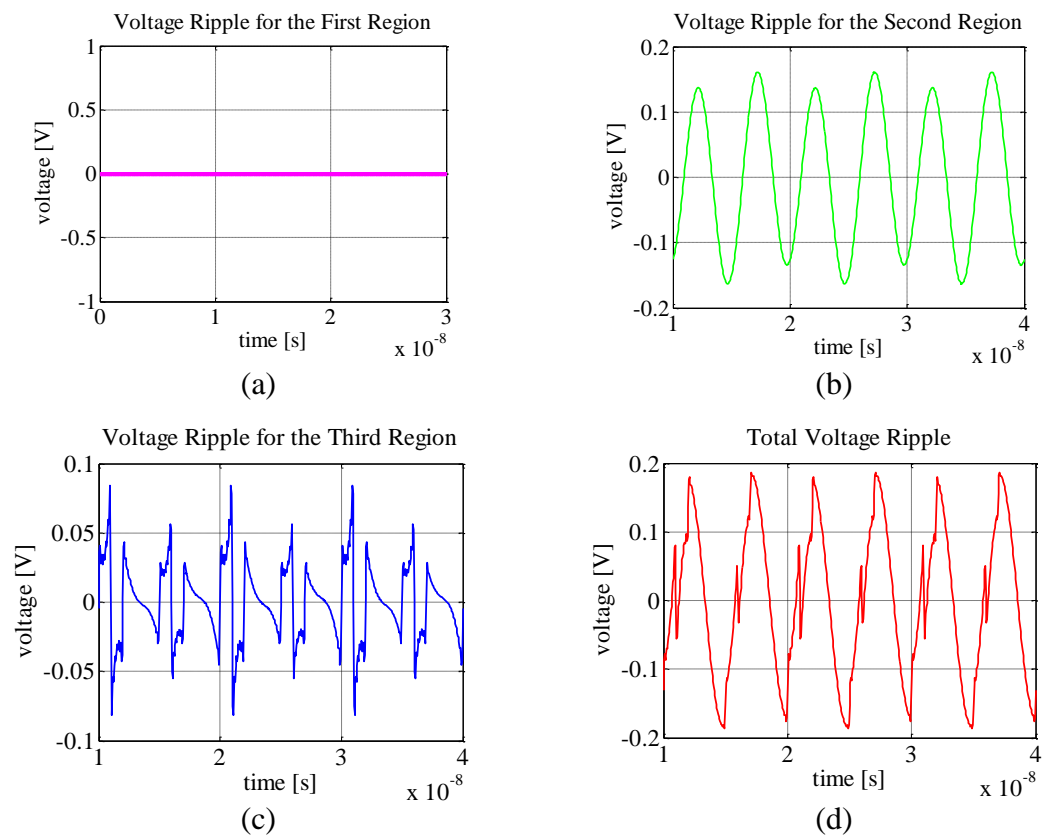 Voltage Ripple for the First Region
1
0.5
0
-0.5
-1
voltage [V]
0 1 2 3
time [s]
x 10^-8
(a)
Voltage Ripple for the Second Region
0.2
0.1
0
-0.1
-0.2
voltage [V]
1 2 3 4
time [s]
x 10^-8
(b)
Voltage Ripple for the Third Region
0.1
0.05
0
-0.05
-0.1
voltage [V]
1 2 3 4
time [s]
x 10^-8
(c)
Total Voltage Ripple
0.2
0.1
0
-0.1
-0.2
voltage [V]
1 2 3 4
time [s]
x 10^-8
(d)